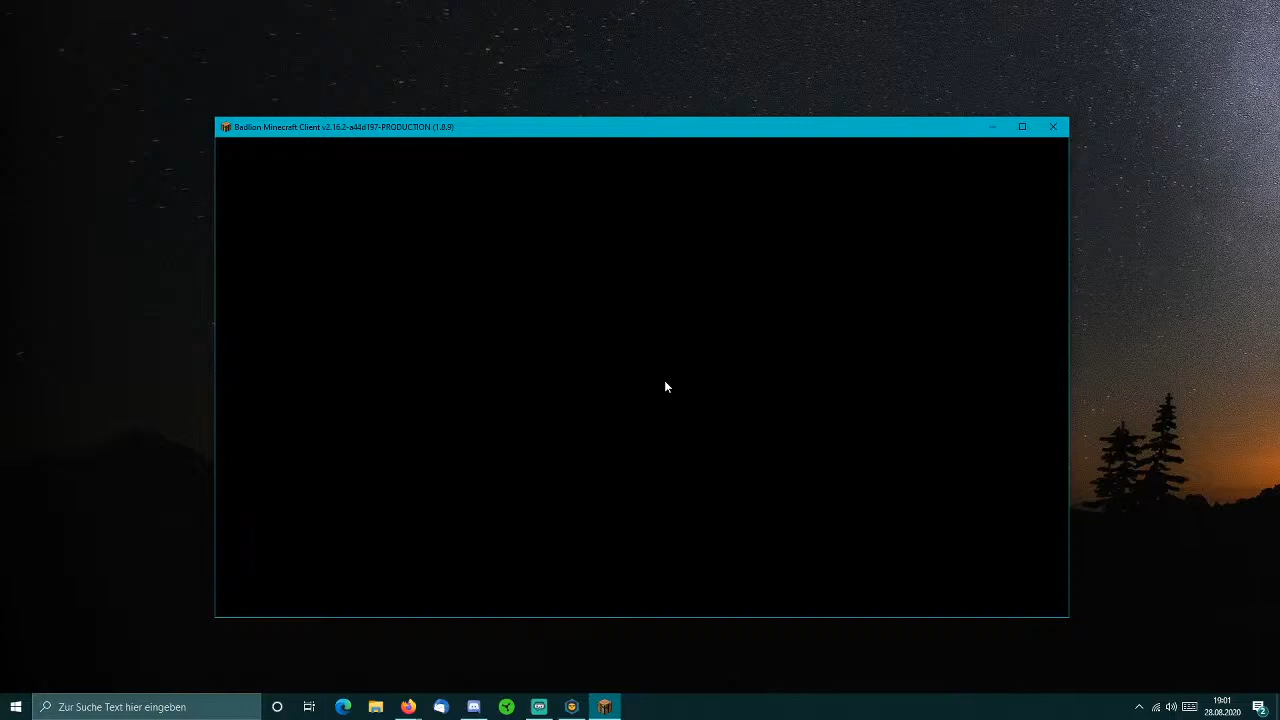 Badlion Minecraft Client v2.16.2-a44d197-PRODUCTION (1.8.9)
Zur Suche Text hier eingeben
19:01
28.08.2020
2